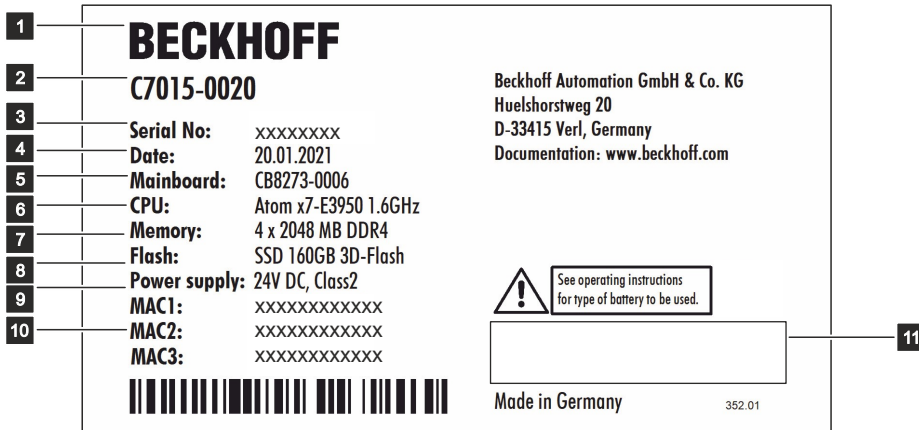 1
BECKHOFF
2
C7015-0020
3
Serial No: XXXXXXXX
4
Date: 20.01.2021
5
Mainboard: CB8273-0006
6
CPU: Atom x7-E3950 1.6GHz
7
Memory: 4 x 2048 MB DDR4
8
Flash: SSD 160GB 3D-Flash
9
Power supply: 24V DC, Class2
MAC1: XXXXXXXXXXXX
10
MAC2: XXXXXXXXXXXX
MAC3: XXXXXXXXXXXX
Beckhoff Automation GmbH & Co. KG
Huelshorstweg 20
D-33415 Verl, Germany
Documentation: www.beckhoff.com
See operating instructions
for type of battery to be used.
11
Made in Germany
352.01